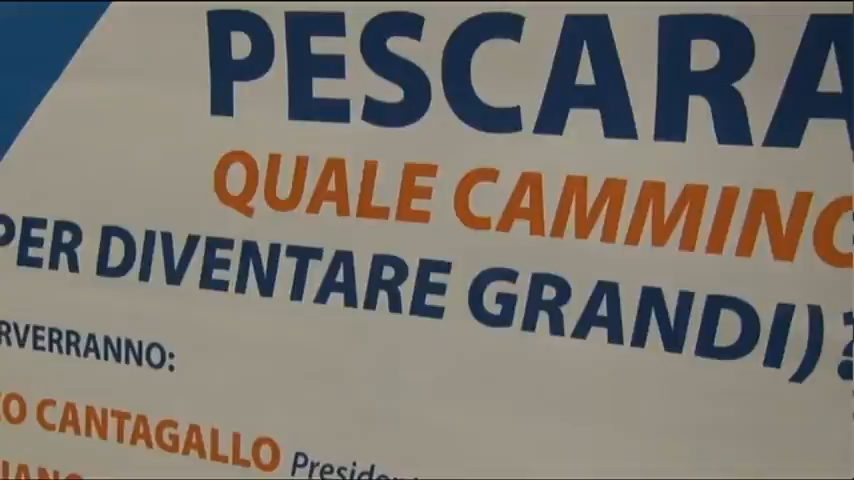 PESCARA
QUALE CAMMINO
PER DIVENTARE GRANDI)?
RVERRANNO:
CANTAGALLO